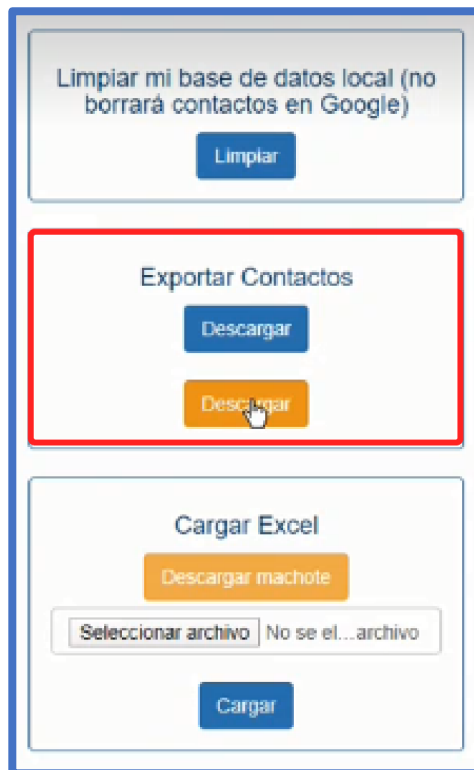 Limpiar mi base de datos local (no
borrará contactos en Google)
Limpiar
Exportar Contactos
Descargar
Descargar
Cargar Excel
Descargar machote
Seleccionar archivo No se el...archivo
Cargar